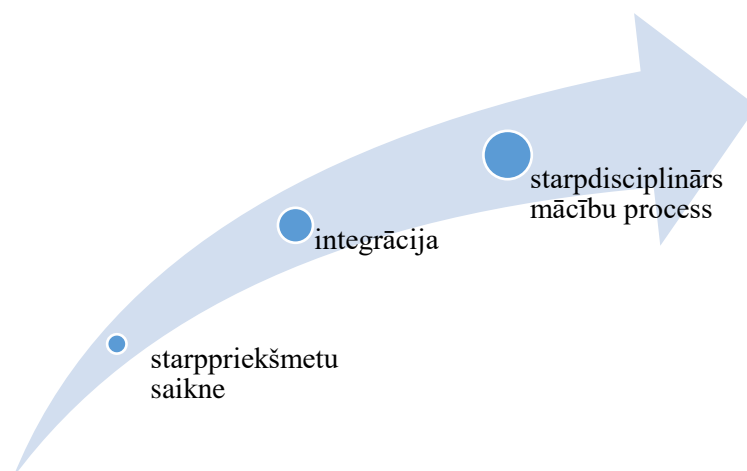 starpdisciplinārs
mācību process
integrācija
starppriekšmetu
saikne